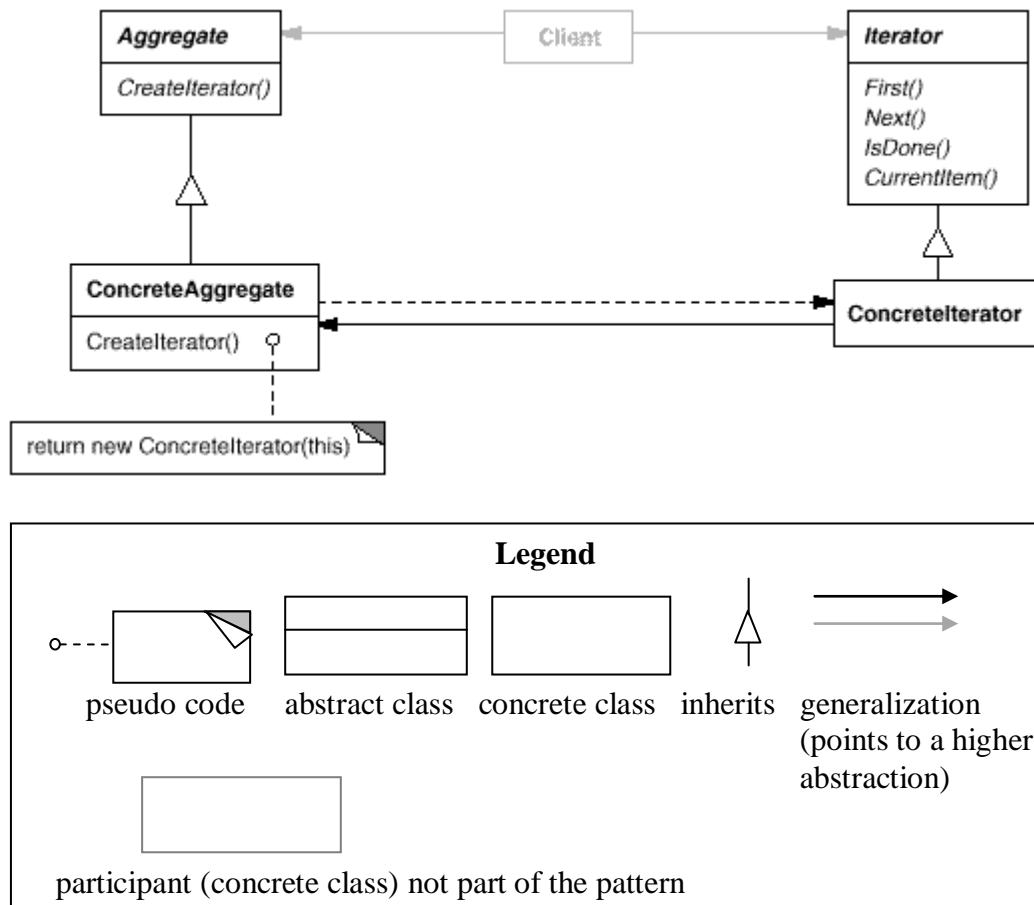 Aggregate
CreateIterator()
Client
Iterator
First()
Next()
IsDone()
CurrentItem()
ConcreteAggregate
CreateIterator()
ConcreteIterator
return new ConcreteIterator(this)
Legend
pseudo code
abstract class
concrete class
inherits
generalization
(points to a higher
abstraction)
participant (concrete class) not part of the pattern